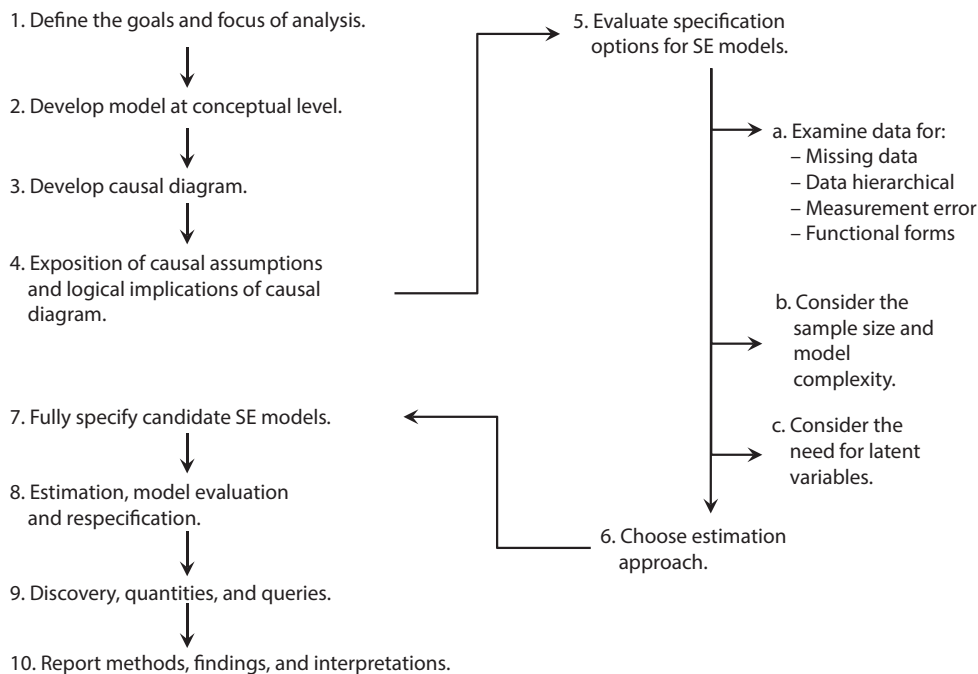 1. Define the goals and focus of analysis.
2. Develop model at conceptual level.
3. Develop causal diagram.
4. Exposition of causal assumptions
and logical implications of causal
diagram.
5. Evaluate specification
options for SE models.
a. Examine data for:
– Missing data
– Data hierarchical
– Measurement error
– Functional forms
b. Consider the
sample size and
model
complexity.
c. Consider the
need for latent
variables.
6. Choose estimation
approach.
7. Fully specify candidate SE models.
8. Estimation, model evaluation
and respecification.
9. Discovery, quantities, and queries.
10. Report methods, findings, and interpretations.